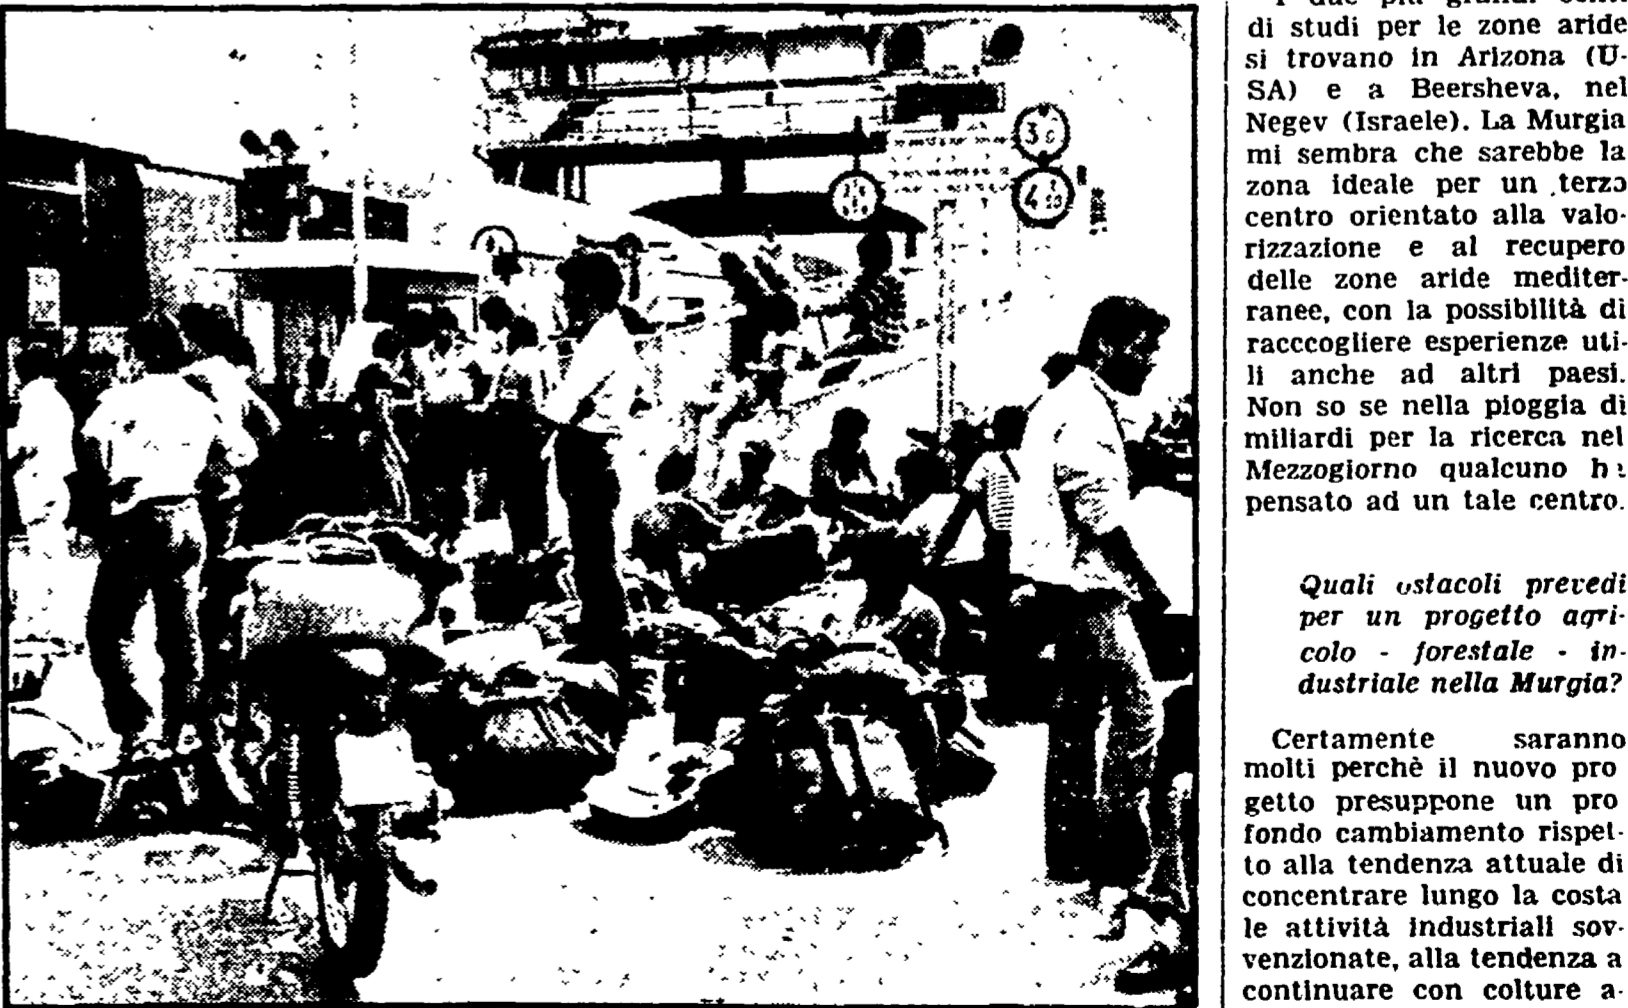 3
4
di studi per le zone aride
si trovano in Arizona (U-
SA) e a Beersheva, nel
Negev (Israele). La Murgia
mi sembra che sarebbe la
zona ideale per un terzo
centro orientato alla valo-
rizzazione e al recupero
delle zone aride mediter-
ranee, con la possibilità di
racccogliere esperienze uti-
li anche ad altri paesi.
Non so se nella pioggia di
miliardi per la ricerca nel
Mezzogiorno qualcuno
pensato ad un tale centro.
Quali ostacoli prevedi
per un progetto agri-
colo - forestale - in-
dustriale nella Murgia?
Certamente saranno
molti perchè il nuovo pro
getto presuppone un pro
fondo cambiamento rispet-
to alla tendenza attuale di
concentrare lungo la costa
le attività industriali sov-
venzionate, alla tendenza a
continuare con colture a-